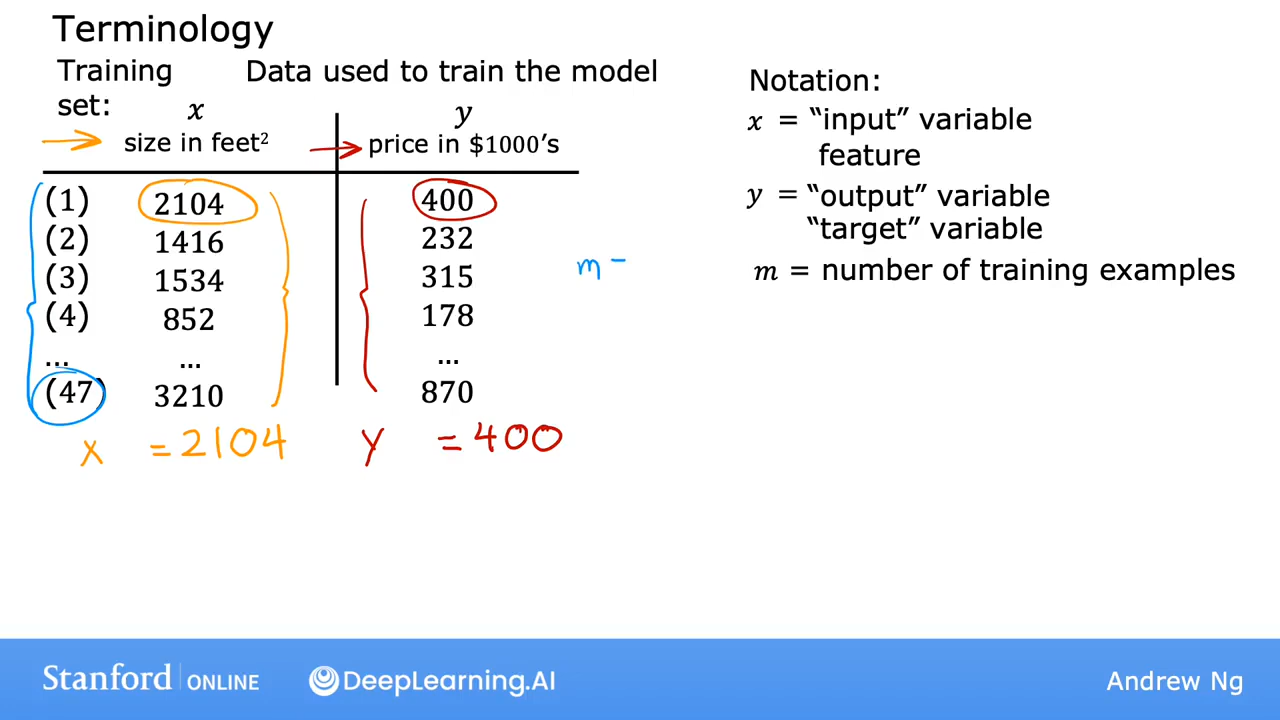 Terminology
Training Data used to train the model
set:
x y
size in feet² price in $1000's
(1) 2104 400
(2) 1416 232
(3) 1534 315
(4) 852 178
... ... ...
(47) 3210 870
x = 2104 y = 400
m =
Notation:
x = “input” variable
feature
y = “output” variable
“target” variable
m = number of training examples
Stanford ONLINE DeepLearning.AI Andrew Ng